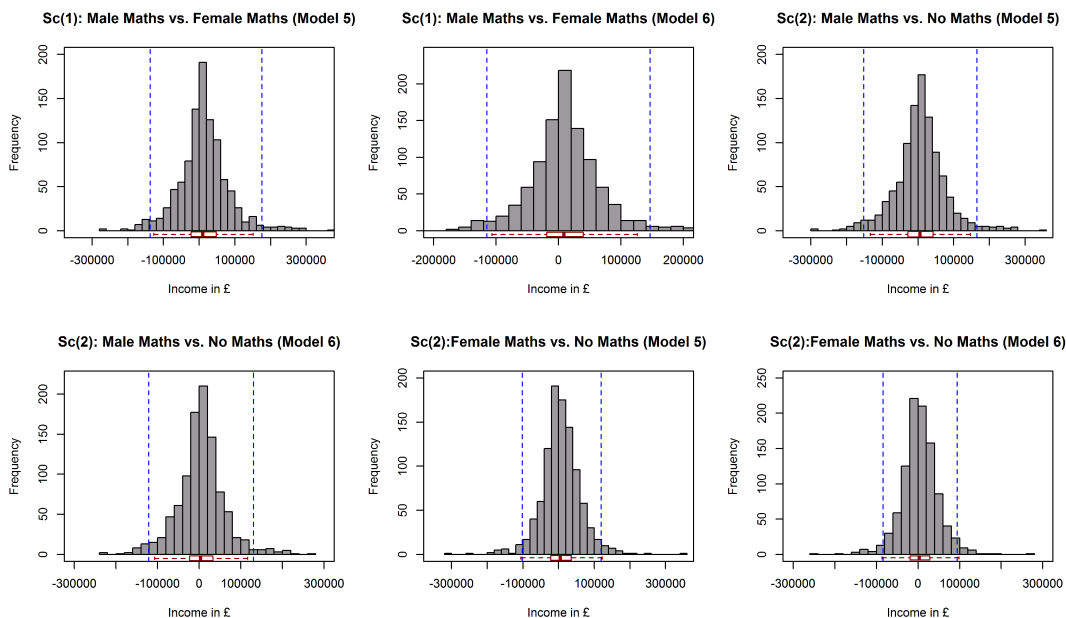 Sc(1): Male Maths vs. Female Maths (Model 5)
200
150
100
50
0
Frequency
-300000 -100000 0 100000 300000
Income in £
Sc(1): Male Maths vs. Female Maths (Model 6)
200
150
100
50
0
Frequency
-200000 -100000 0 100000 200000
Income in £
Sc(2): Male Maths vs. No Maths (Model 5)
200
150
100
50
0
Frequency
-300000 -100000 0 100000 300000
Income in £
Sc(2): Male Maths vs. No Maths (Model 6)
200
150
100
50
0
Frequency
-300000 -100000 0 100000 300000
Income in £
Sc(2):Female Maths vs. No Maths (Model 5)
200
150
100
50
0
Frequency
-300000 -100000 0 100000 300000
Income in £
Sc(2):Female Maths vs. No Maths (Model 6)
250
200
150
100
50
0
Frequency
-300000 -100000 0 100000 300000
Income in £